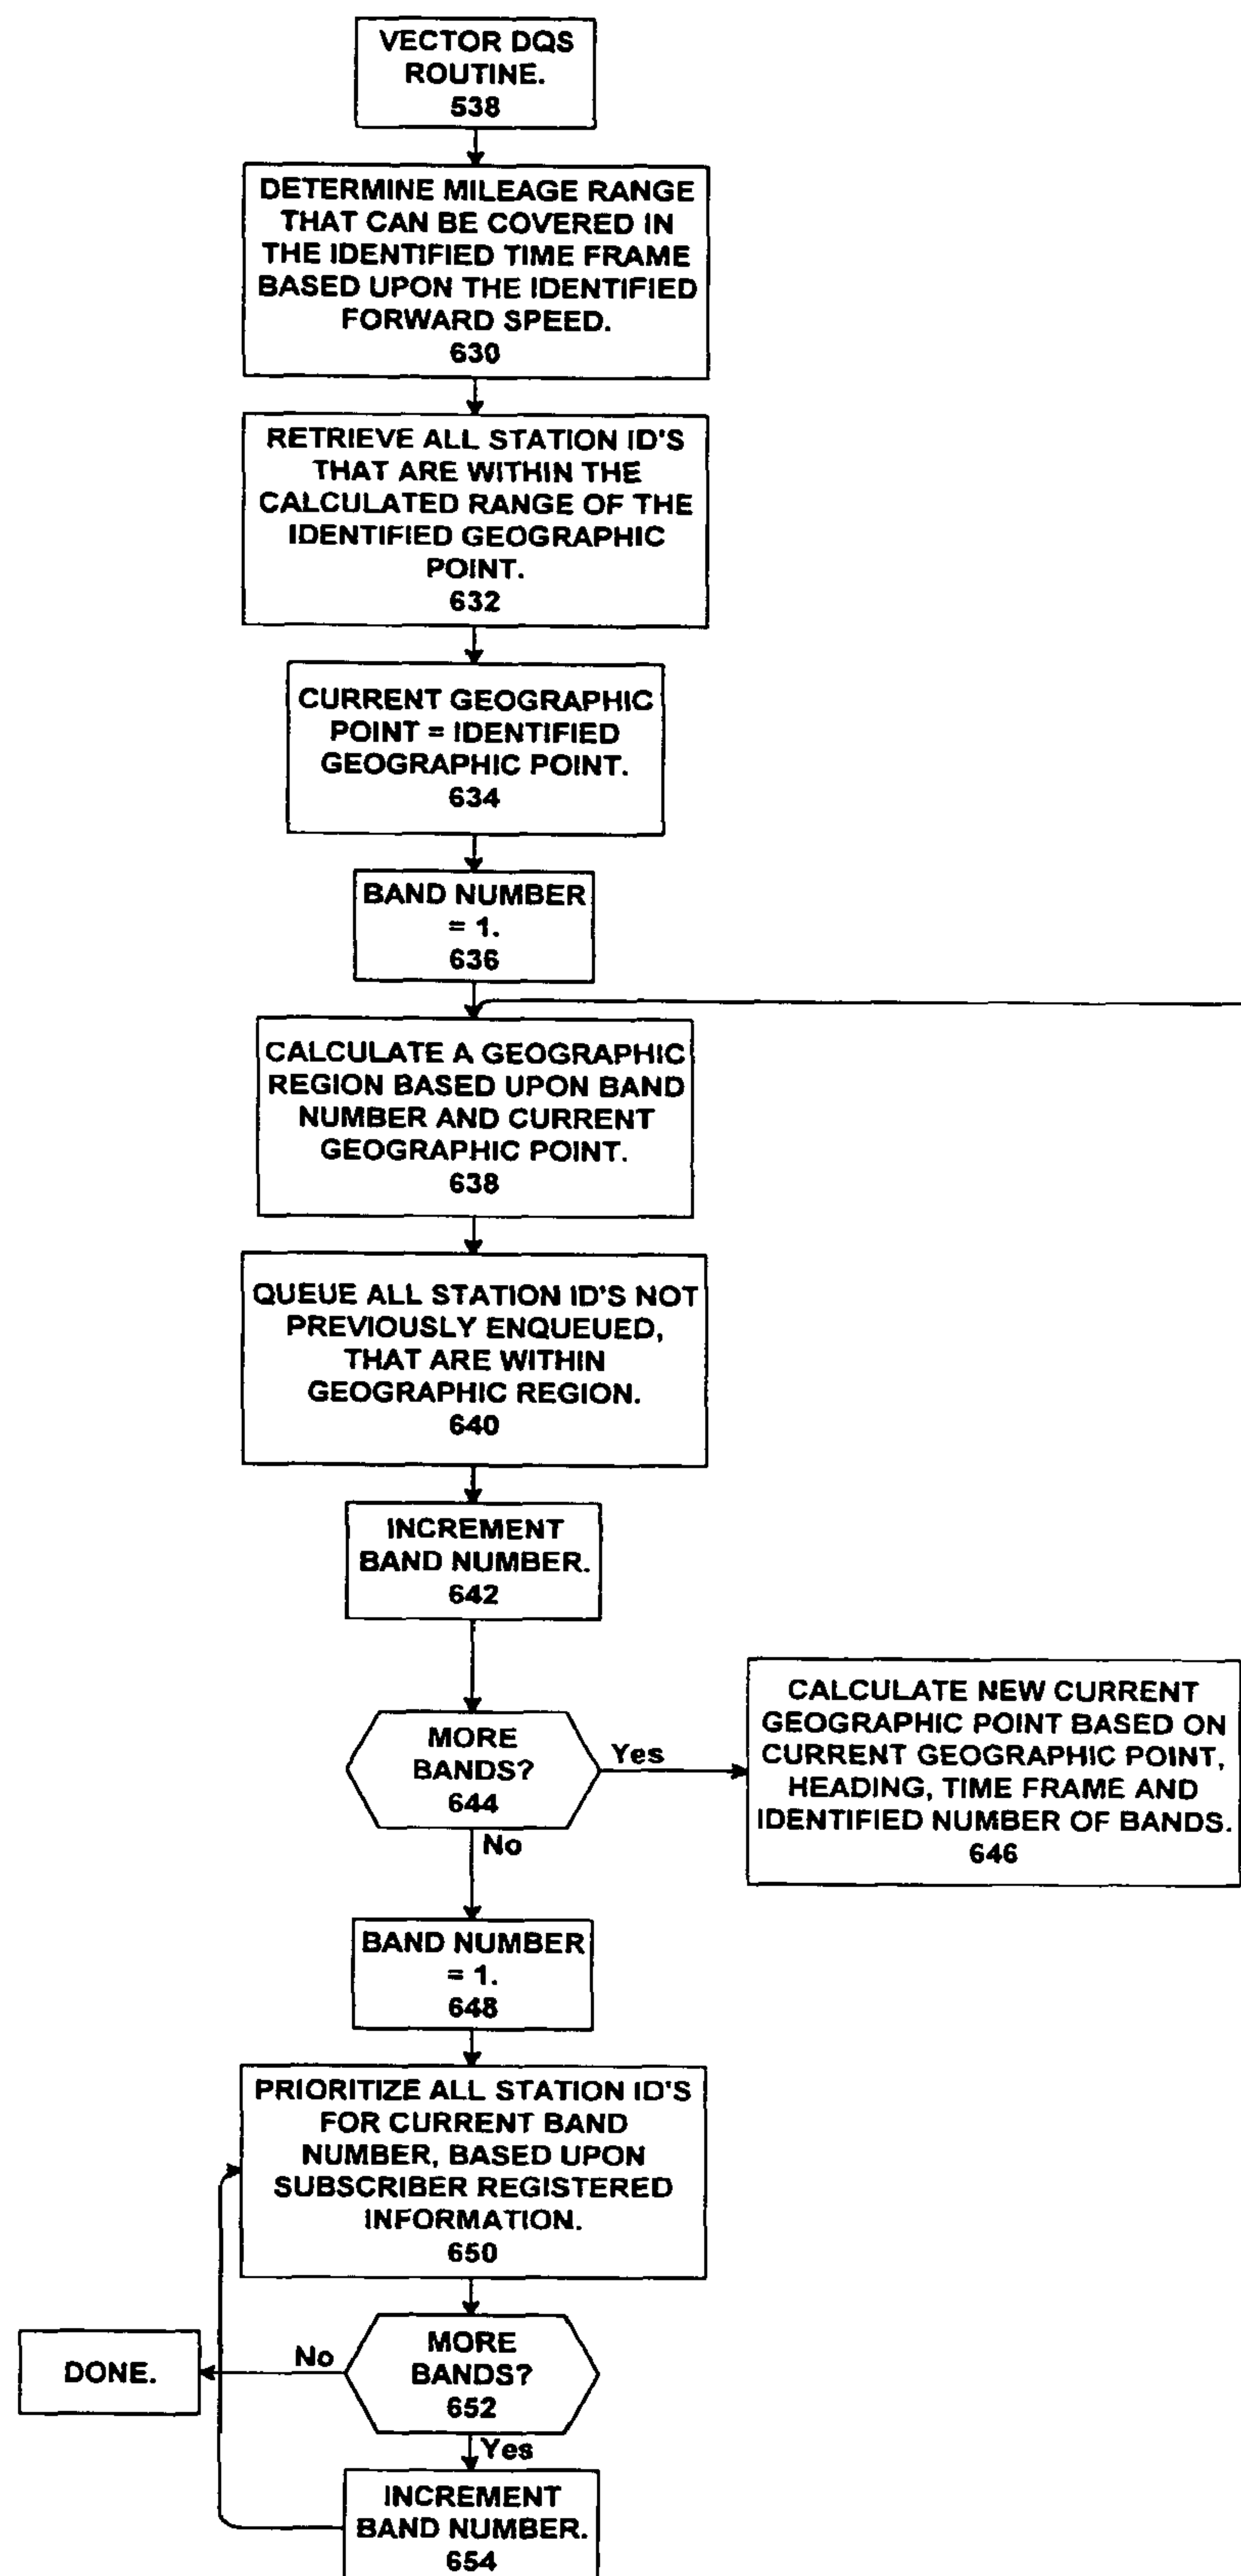 VECTOR DQS
ROUTINE.
538
DETERMINE MILEAGE RANGE
THAT CAN BE COVERED IN
THE IDENTIFIED TIME FRAME
BASED UPON THE IDENTIFIED
FORWARD SPEED.
630
RETRIEVE ALL STATION ID'S
THAT ARE WITHIN THE
CALCULATED RANGE OF THE
IDENTIFIED GEOGRAPHIC
POINT.
632
CURRENT GEOGRAPHIC
POINT = IDENTIFIED
GEOGRAPHIC POINT.
634
BAND NUMBER
= 1.
636
CALCULATE A GEOGRAPHIC
REGION BASED UPON BAND
NUMBER AND CURRENT
GEOGRAPHIC POINT.
638
QUEUE ALL STATION ID'S NOT
PREVIOUSLY ENQUEUED,
THAT ARE WITHIN
GEOGRAPHIC REGION.
640
INCREMENT
BAND NUMBER.
642
MORE
BANDS?
644
Yes
No
CALCULATE NEW CURRENT
GEOGRAPHIC POINT BASED ON
CURRENT GEOGRAPHIC POINT,
HEADING, TIME FRAME AND
IDENTIFIED NUMBER OF BANDS.
646
BAND NUMBER
= 1.
648
PRIORITIZE ALL STATION ID'S
FOR CURRENT BAND
NUMBER, BASED UPON
SUBSCRIBER REGISTERED
INFORMATION.
650
MORE
BANDS?
652
No
DONE.
Yes
INCREMENT
BAND NUMBER.
654